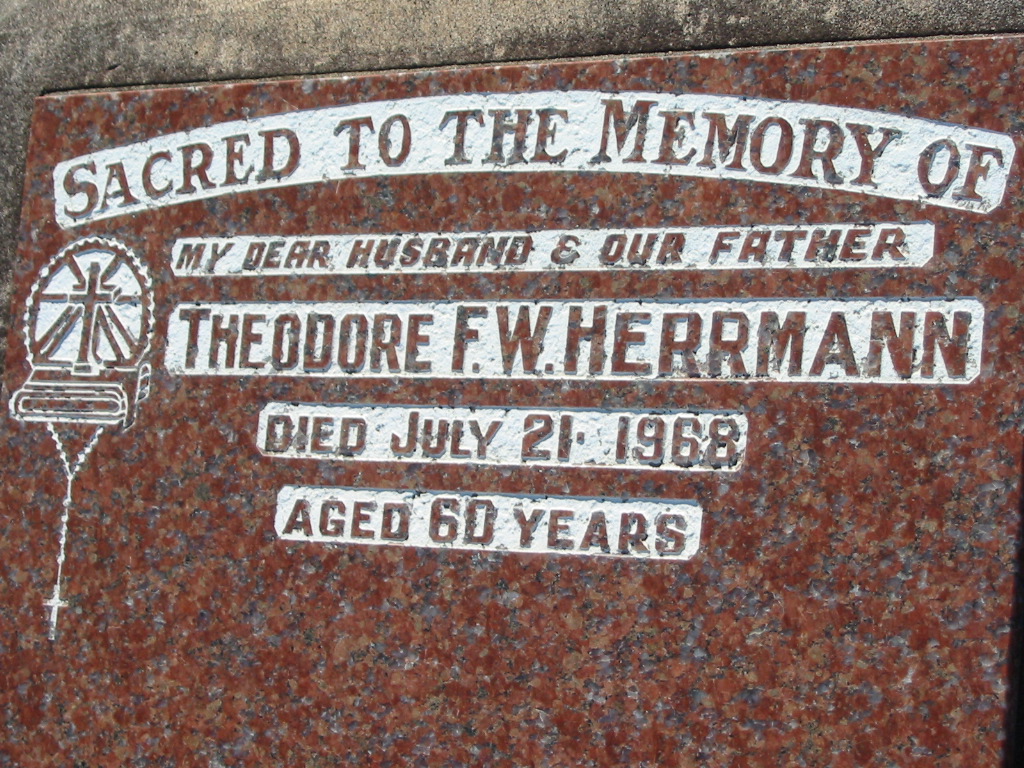 SACRED TO THE MEMORY OF
MY DEAR HUSBAND & OUR FATHER
THEODORE F.W. HERRMANN
DIED JULY 21 · 1968
AGED 60 YEARS